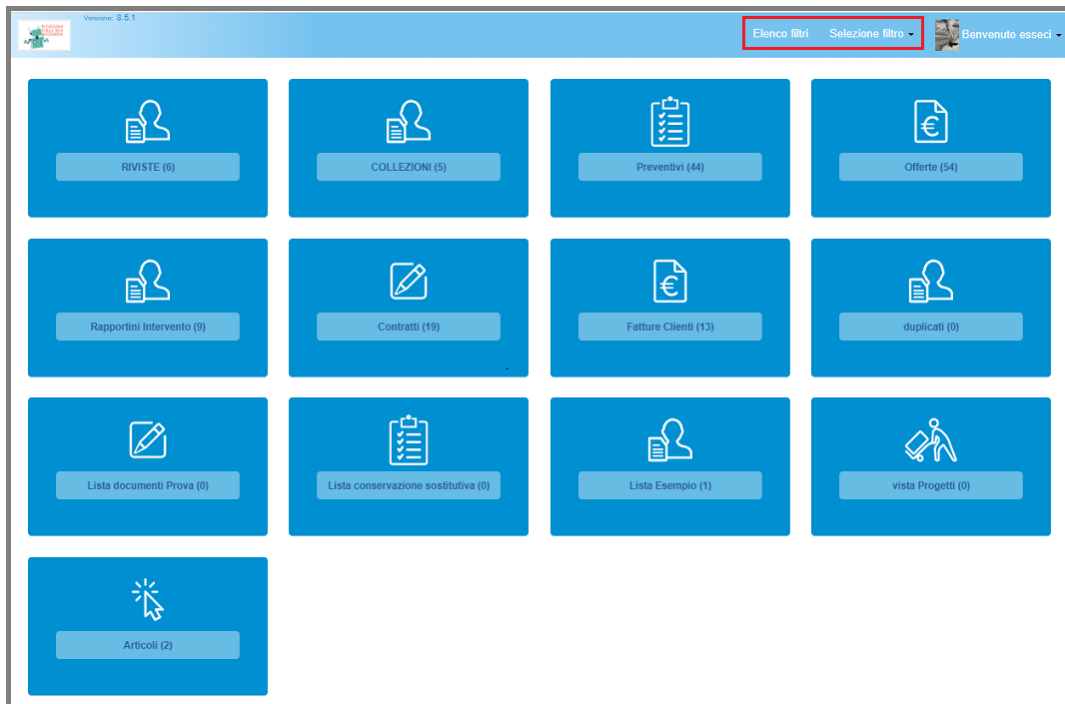 Versione: 8.5.1
Elenco filtri
Selezione filtro
Benvenuto esseci
RIVISTE (6)
COLLEZIONI (5)
Preventivi (44)
Offerte (54)
Rapportini Intervento (9)
Contratti (19)
Fatture Clienti (13)
duplicati (0)
Lista documenti Prova (0)
Lista conservazione sostitutiva (0)
Lista Esempio (1)
vista Progetti (0)
Articoli (2)